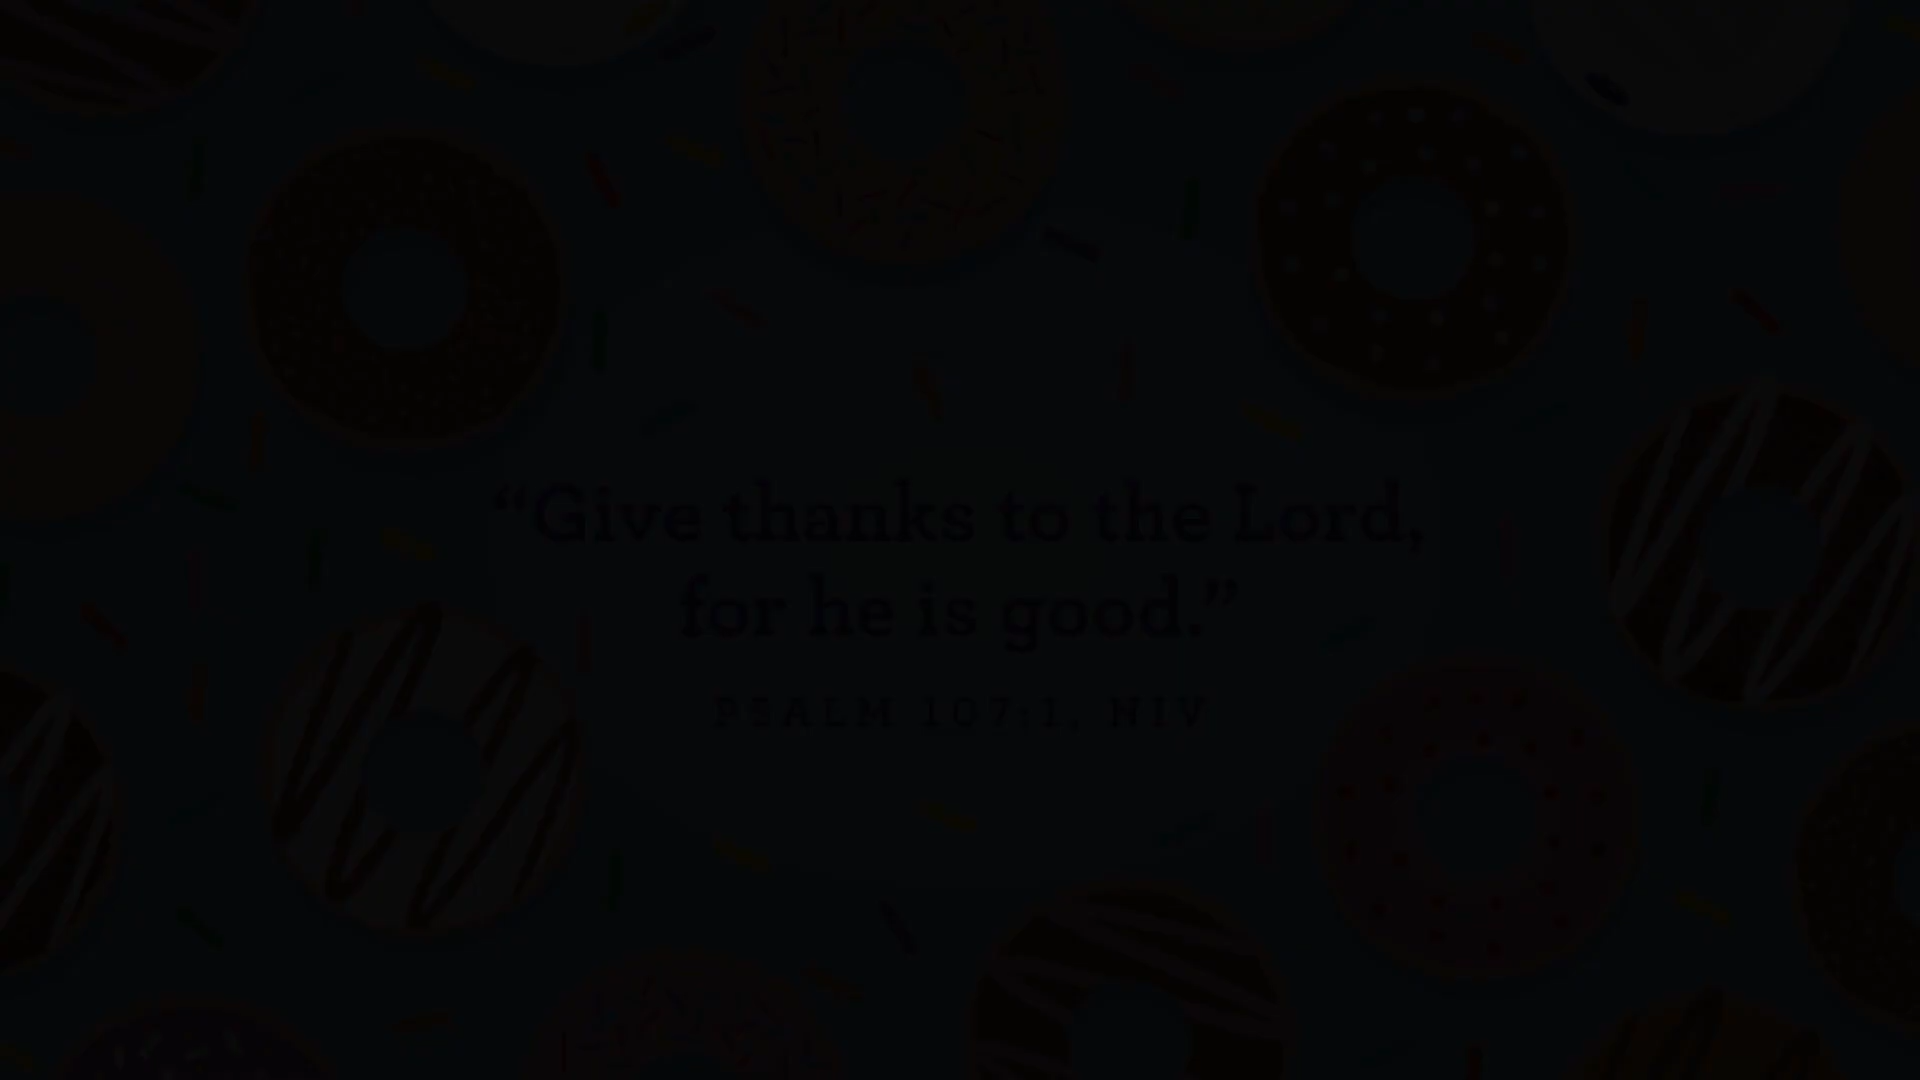 “Give thanks to the Lord,
for he is good.”
PSALM 107:1, NIV